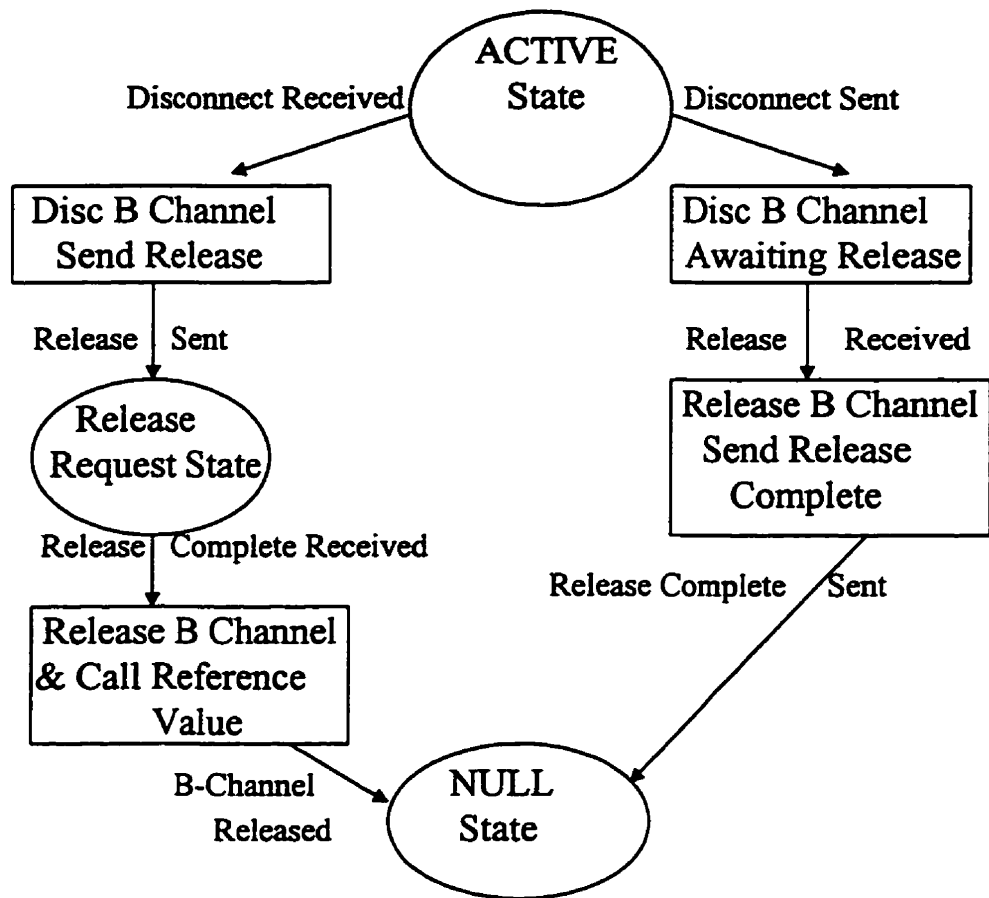 ACTIVE
State
Disconnect Received
Disconnect Sent
Disc B Channel
Send Release
Disc B Channel
Awaiting Release
Release Sent
Release Received
Release
Request State
Release B Channel
Send Release
Complete
Release Complete Received
Release Complete Sent
Release B Channel
& Call Reference
Value
B-Channel
Released
NULL
State